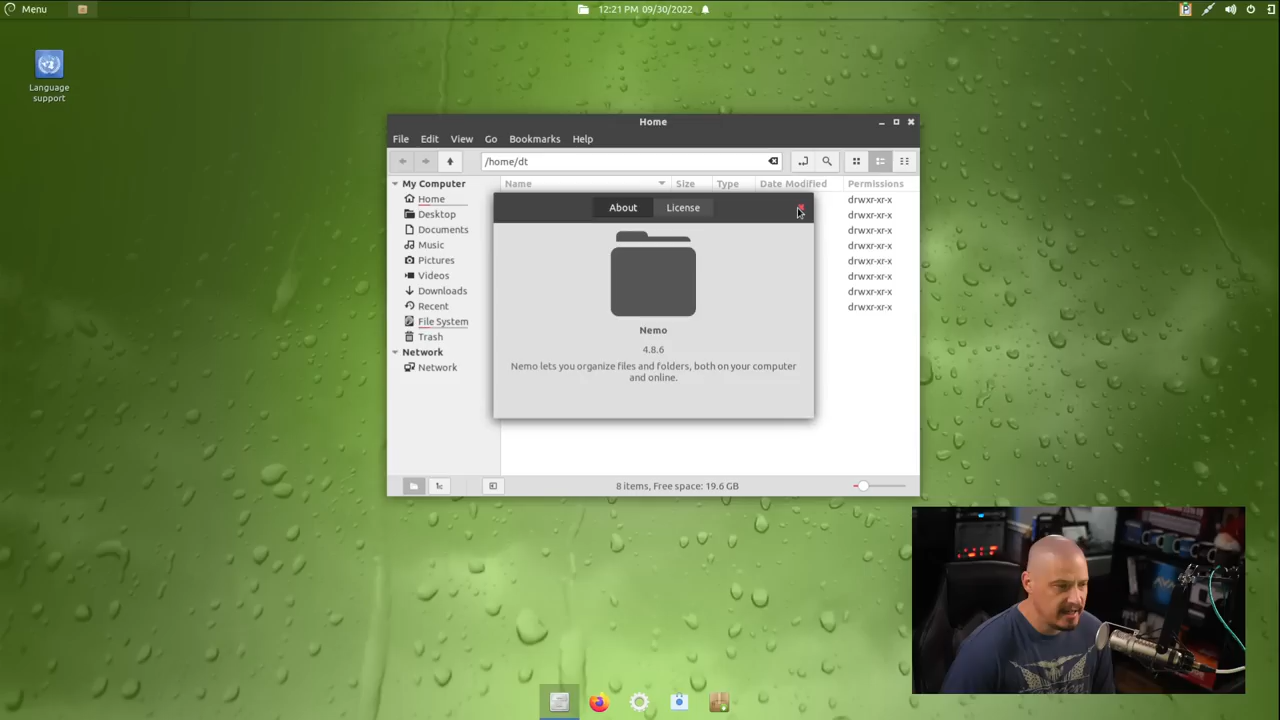 Menu
12:21 PM 09/30/2022
Language
support
Home
File Edit View Go Bookmarks Help
/home/dt
My Computer
Home
Desktop
Documents
Music
Pictures
Videos
Downloads
Recent
File System
Trash
Network
Network
Name Size Type Date Modified Permissions
drwxr-xr-x
drwxr-xr-x
drwxr-xr-x
drwxr-xr-x
drwxr-xr-x
drwxr-xr-x
drwxr-xr-x
drwxr-xr-x
About License
Nemo
4.8.6
Nemo lets you organize files and folders, both on your computer
and online.
8 items, Free space: 19.6 GB